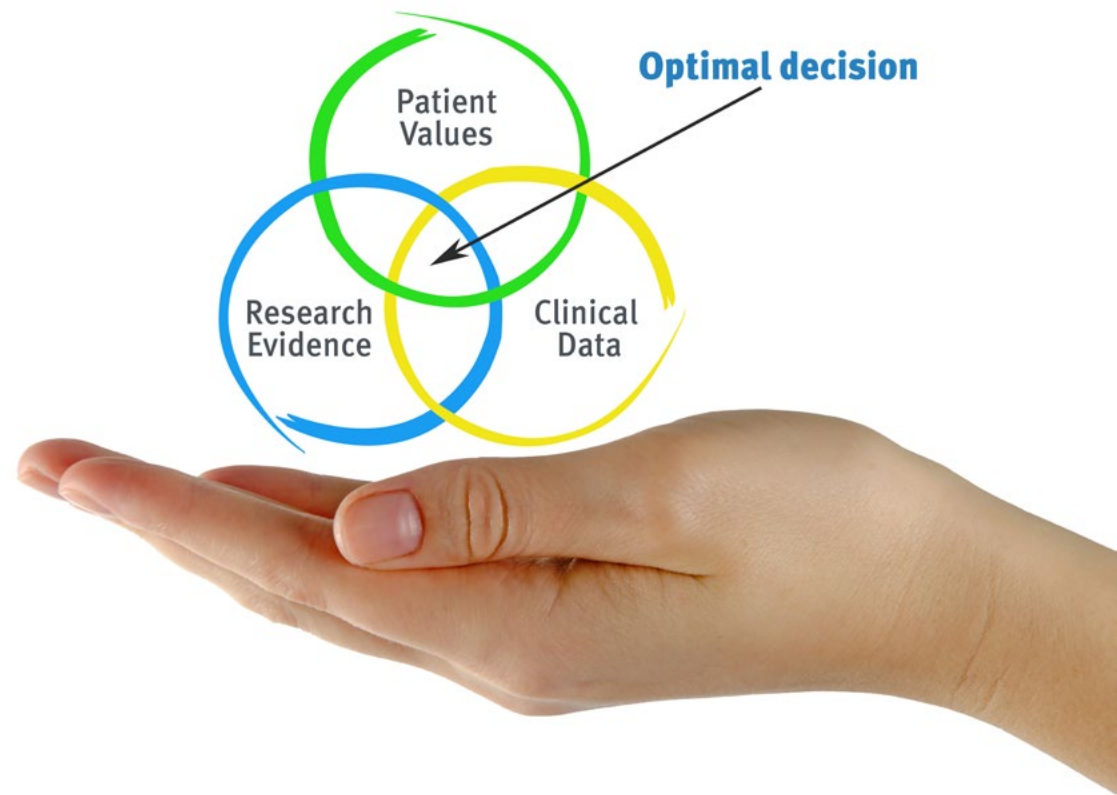 Optimal decision
Patient
Values
Research
Evidence
Clinical
Data